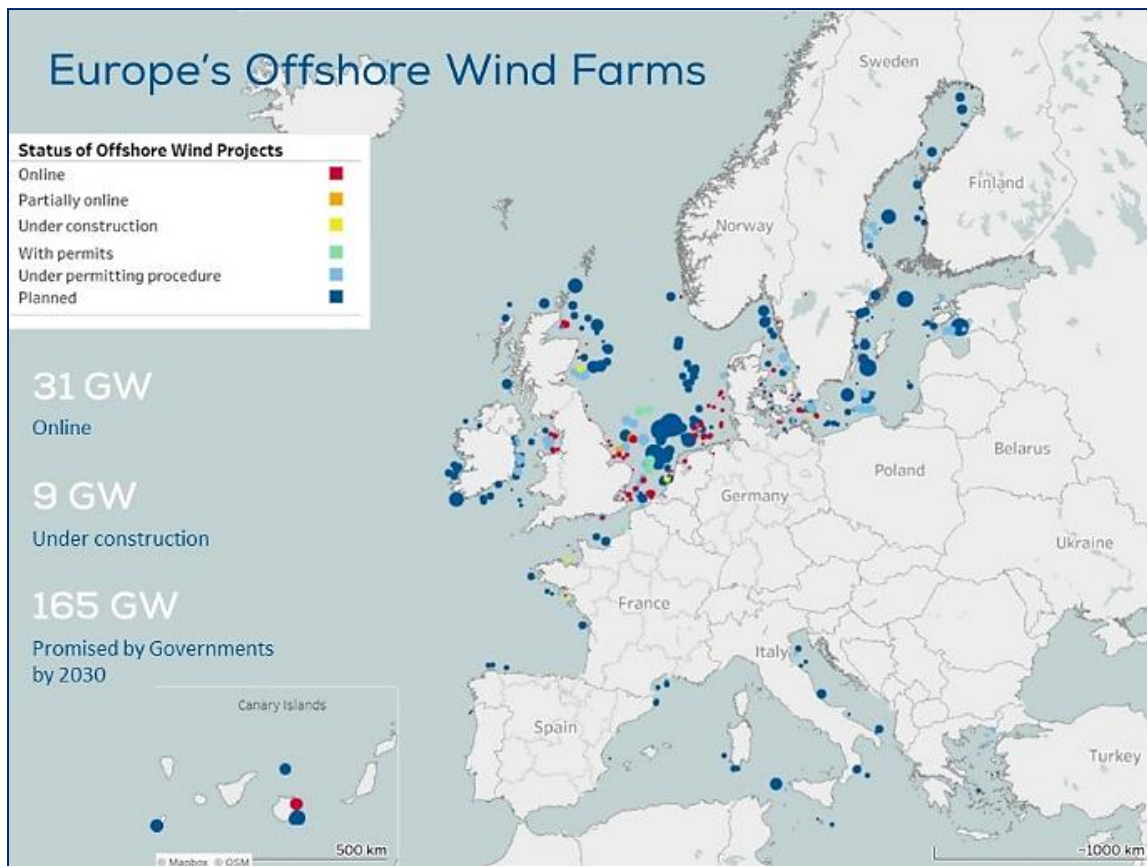 Europe's Offshore Wind Farms
Status of Offshore Wind Projects
Online
Partially online
Under construction
With permits
Under permitting procedure
Planned
31 GW
Online
9 GW
Under construction
165 GW
Promised by Governments
by 2030
Canary Islands
500 km
© Mapbox © OSM
Sweden
Finland
Norway
Belarus
Poland
Germany
Ukraine
France
Italy
Spain
Turkey
~1000 km